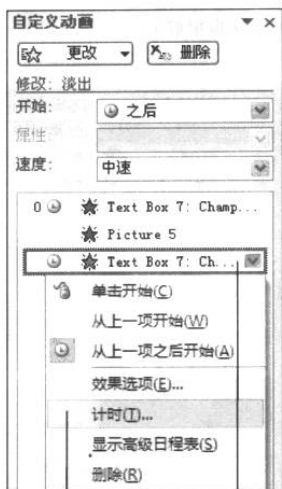 自定义动画
更改 删除
修改: 淡出
开始: 之后
属性:
速度: 中速
0 Text Box 7: Champ...
Picture 5
Text Box 7: Ch...
单击开始(C)
从上一项开始(W)
从上一项之后开始(A)
效果选项(E)...
计时(T)...
显示高级日程表(S)
删除(R)